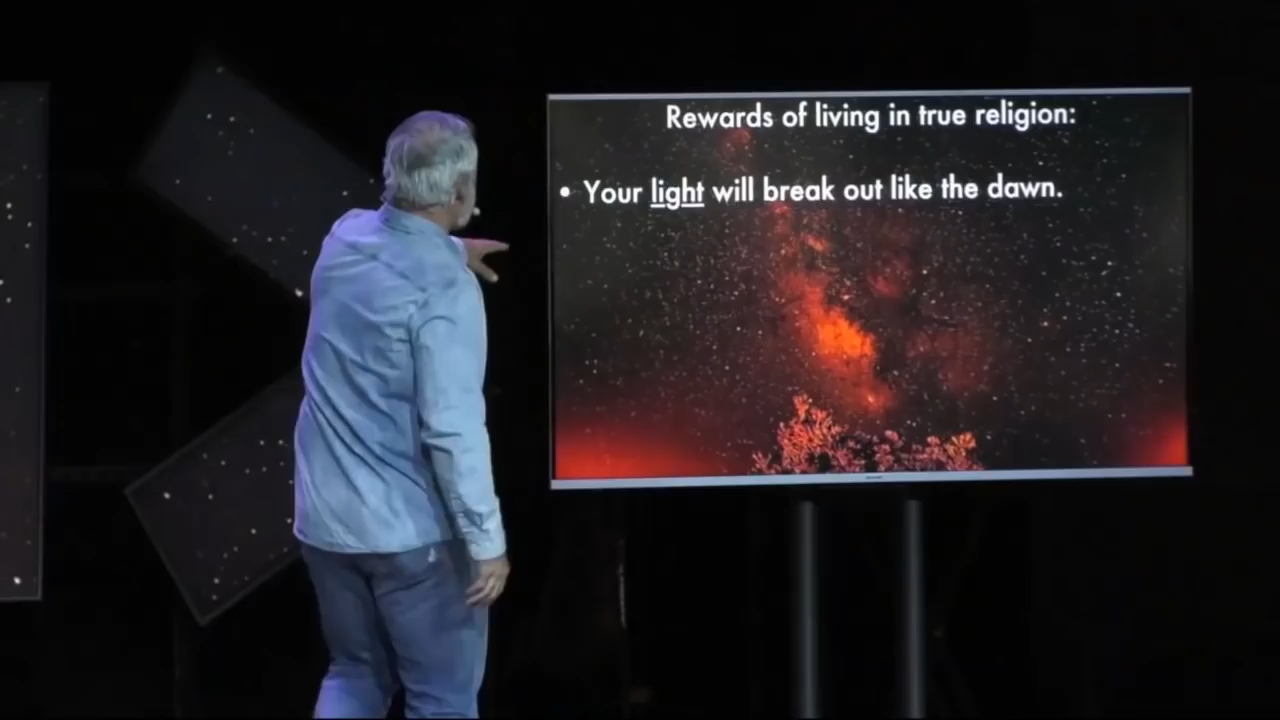 Rewards of living in true religion:
• Your light will break out like the dawn.